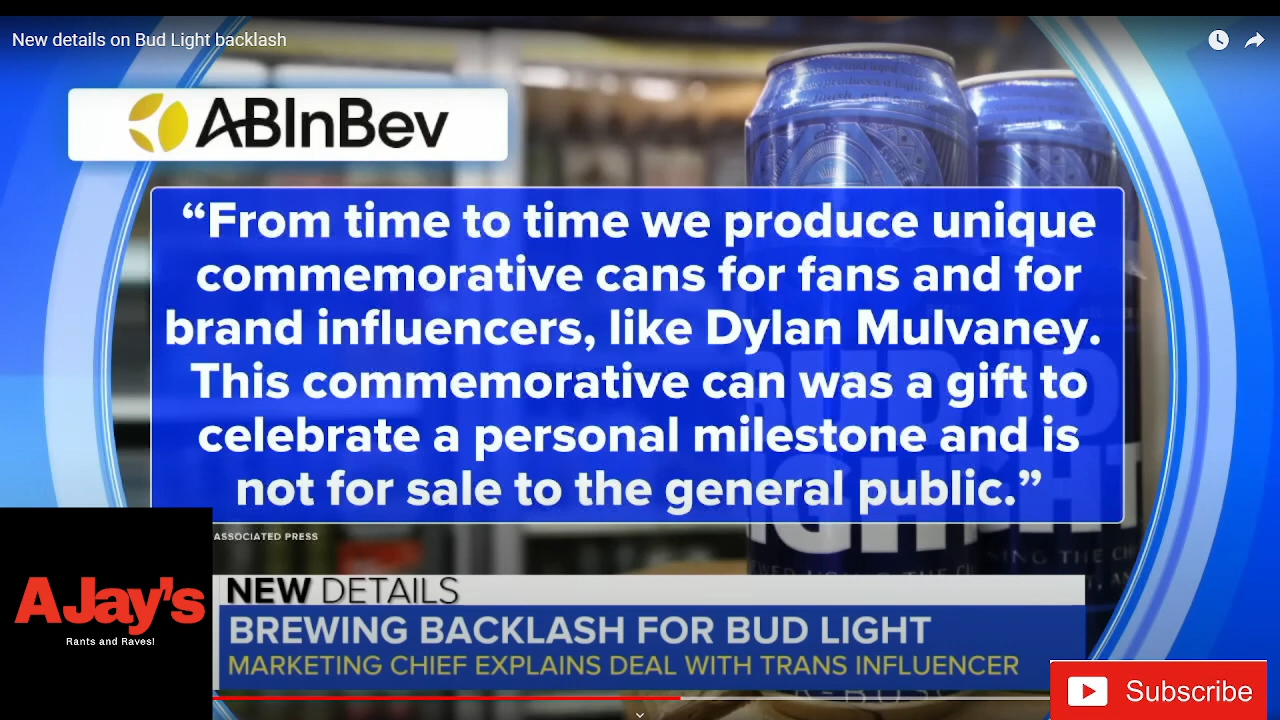 New details on Bud Light backlash
ABInBev
“From time to time we produce unique
commemorative cans for fans and for
brand influencers, like Dylan Mulvaney.
This commemorative can was a gift to
celebrate a personal milestone and is
not for sale to the general public.”
ASSOCIATED PRESS
AJay's
Rants and Raves!
NEW DETAILS
BREWING BACKLASH FOR BUD LIGHT
MARKETING CHIEF EXPLAINS DEAL WITH TRANS INFLUENCER
Subscribe